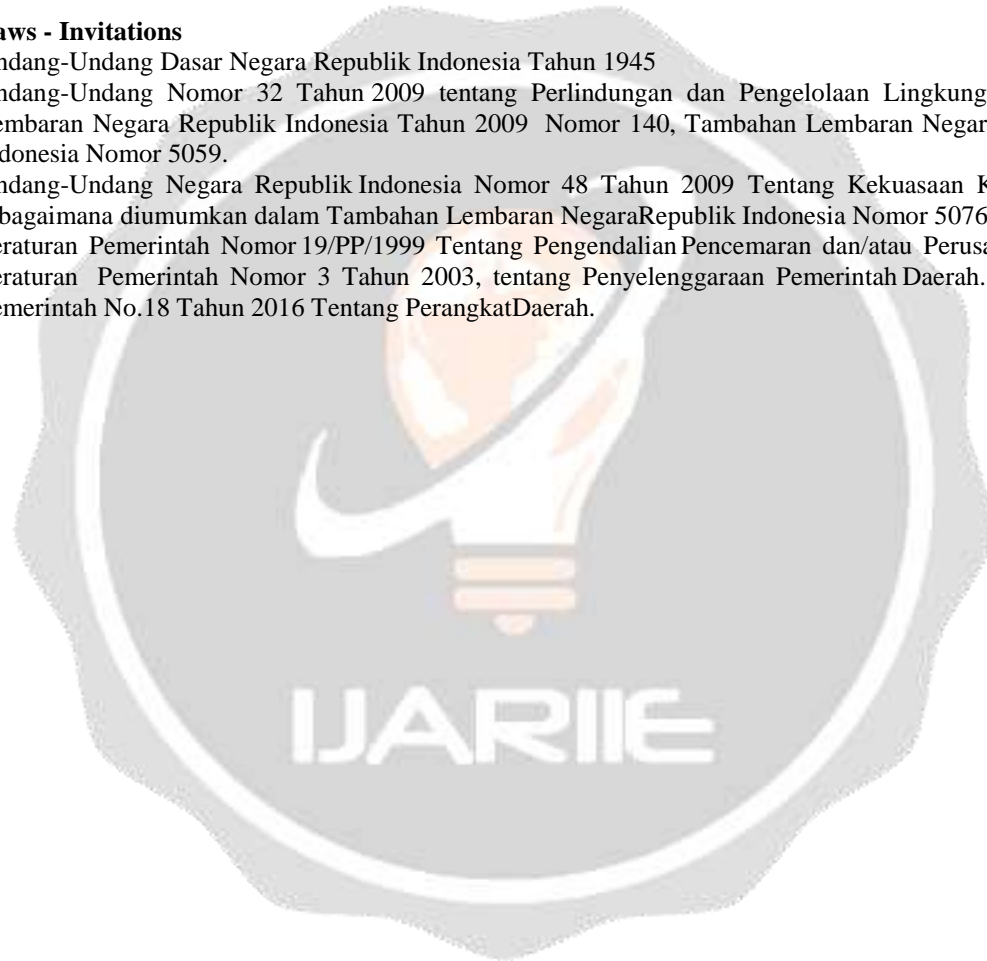 aws - Invitations
ndang-Undang Dasar Negara Republik Indonesia Tahun 1945
ndang-Undang Nomor 32 Tahun 2009 tentang Perlindungan dan Pengelolaan Lingkung
embaran Negara Republik Indonesia Tahun 2009 Nomor 140, Tambahan Lembaran Negar
donesia Nomor 5059.
ndang-Undang Negara Republik Indonesia Nomor 48 Tahun 2009 Tentang Kekuasaan K
bagaimana diumumkan dalam Tambahan Lembaran NegaraRepublik Indonesia Nomor 5076
eraturan Pemerintah Nomor 19/PP/1999 Tentang Pengendalian Pencemaran dan/atau Perusa
eraturan Pemerintah Nomor 3 Tahun 2003, tentang Penyelenggaraan Pemerintah Daerah.
emerintah No.18 Tahun 2016 Tentang PerangkatDaerah.
IJARIIE